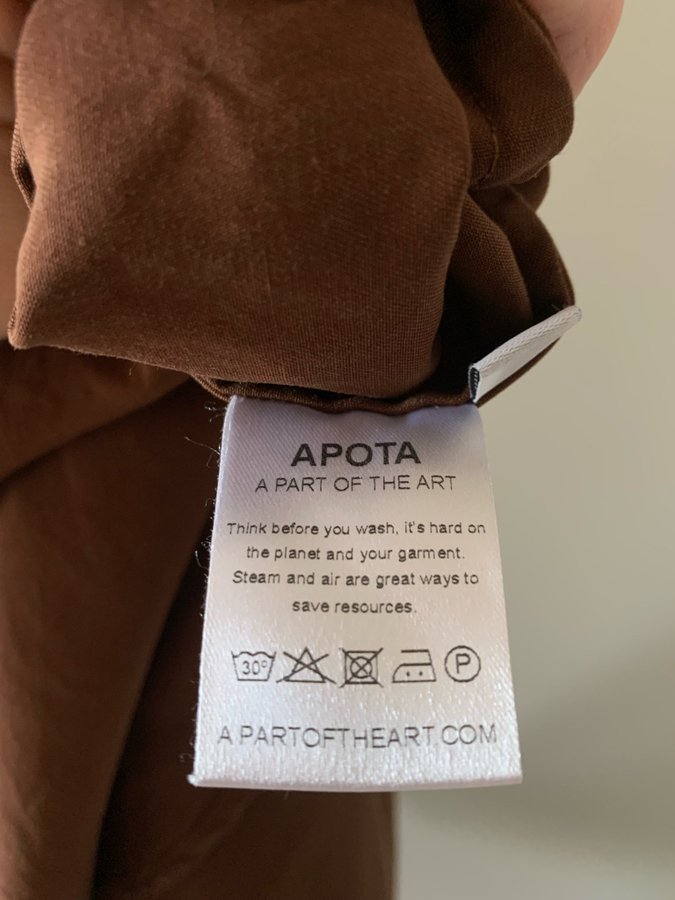 APOTA
A PART OF THE ART
Think before you wash, it's hard on
the planet and your garment.
Steam and air are great ways to
save resources.
30° P
APARTOFTHEART.COM